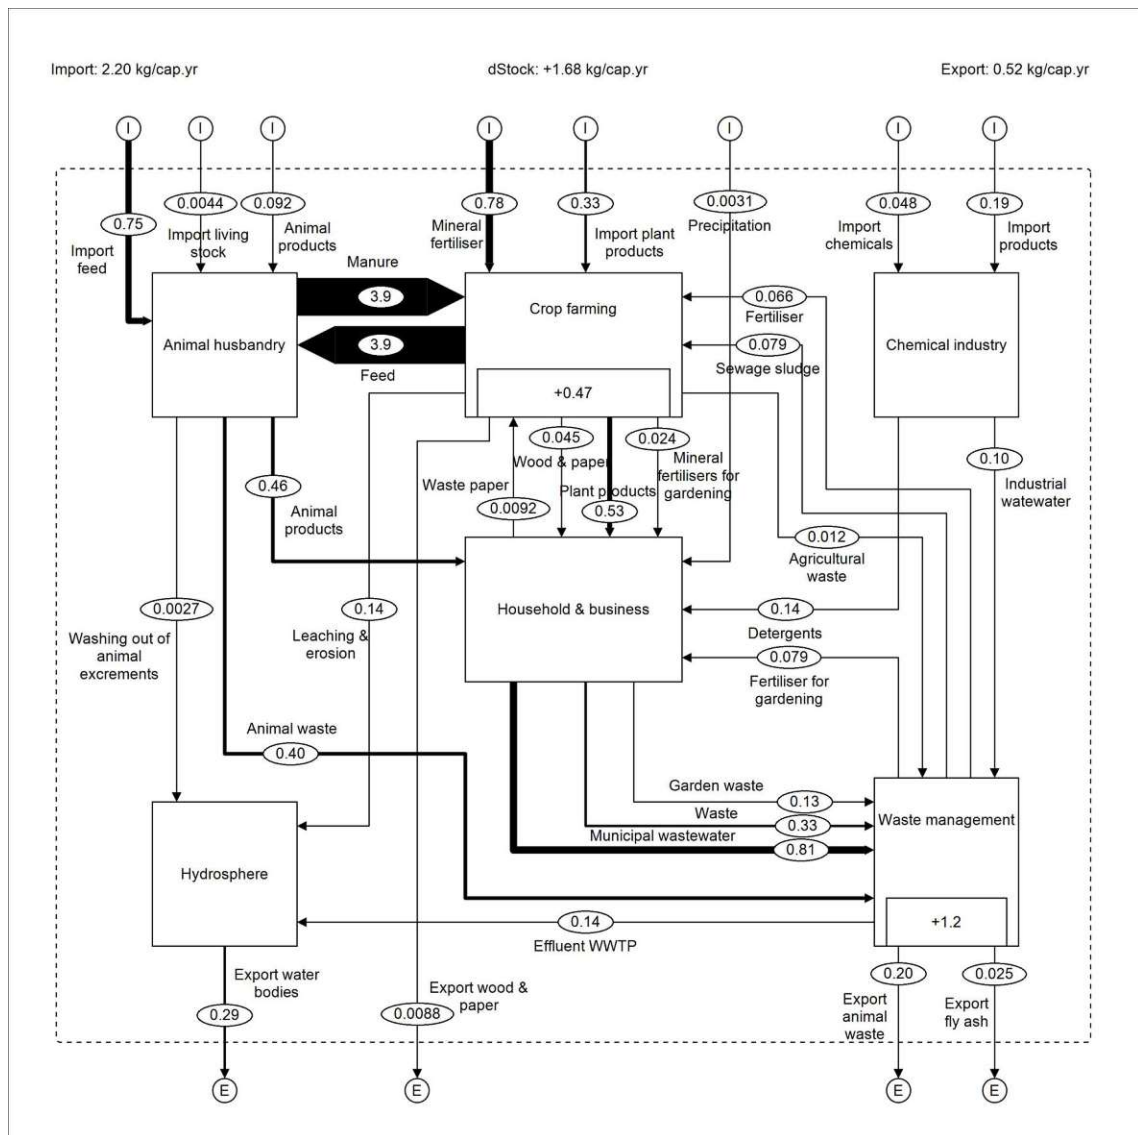 Import: 2.20 kg/cap.yr
dStock: +1.68 kg/cap.yr
Export: 0.52 kg/cap.yr
I
I
I
I
I
I
I
I
0.75
Import
feed
0.0044
Import living
stock
0.092
Animal
products
0.78
Mineral
fertiliser
0.33
Import plant
products
0.0031
Precipitation
0.048
Import
chemicals
0.19
Import
products
Manure
3.9
3.9
Feed
Animal husbandry
Crop farming
+0.47
0.066
Fertiliser
0.079
Sewage sludge
Chemical industry
0.46
Animal
products
Waste paper
0.0092
0.045
Wood & paper
Plant products
0.53
0.024
Mineral
fertilisers for
gardening
0.10
Industrial
watewater
0.012
Agricultural
waste
0.0027
Washing out of
animal
excrements
0.14
Leaching &
erosion
Household & business
0.14
Detergents
0.079
Fertiliser for
gardening
Animal waste
0.40
Garden waste
0.13
Waste
0.33
Municipal wastewater
0.81
Waste management
+1.2
Hydrosphere
0.14
Effluent WWTP
Export water
bodies
0.29
Export wood &
paper
0.0088
0.20
Export
animal
waste
0.025
Export
fly ash
E
E
E
E